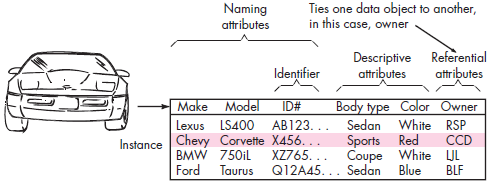 Naming attributes
Ties one data object to another, in this case, owner
Identifier
Descriptive attributes
Referential attributes
Make Model ID# Body type Color Owner
Lexus LS400 AB123. . . Sedan White RSP
Instance
Chevy Corvette X456. . . Sports Red CCD
BMW 750iL XZ765. . . Coupe White LJL
Ford Taurus Q12A45. . . Sedan Blue BLF